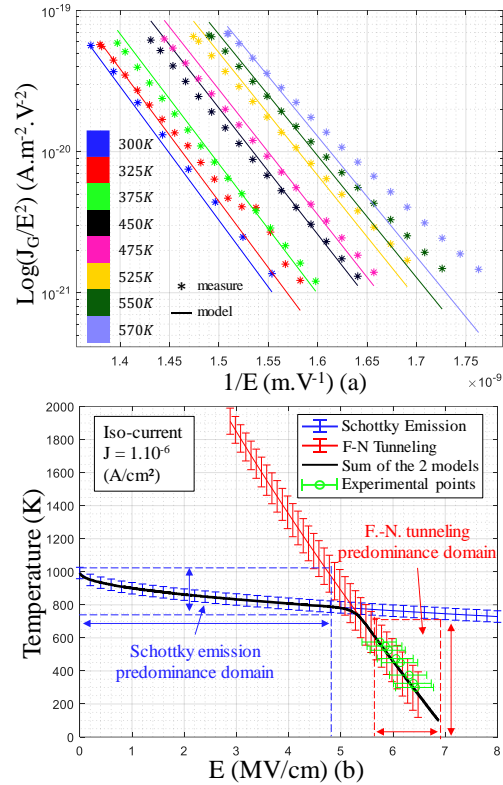 10⁻¹⁹
10⁻²⁰
10⁻²¹
Log(J_G/E²) (A.m⁻².V⁻²)
300K
325K
375K
450K
475K
525K
550K
570K
measure
model
1.4
1.45
1.5
1.55
1.6
1.65
1.7
1.75
1/E (m.V⁻¹) (a)
×10⁻⁹
2000
1800
1600
1400
1200
1000
800
600
400
200
0
Temperature (K)
Iso-current
J = 1.10⁻⁶
(A/cm²)
Schottky Emission
F-N Tunneling
Sum of the 2 models
Experimental points
F.-N. tunneling
predominance domain
Schottky emission
predominance domain
0
1
2
3
4
5
6
7
8
E (MV/cm) (b)